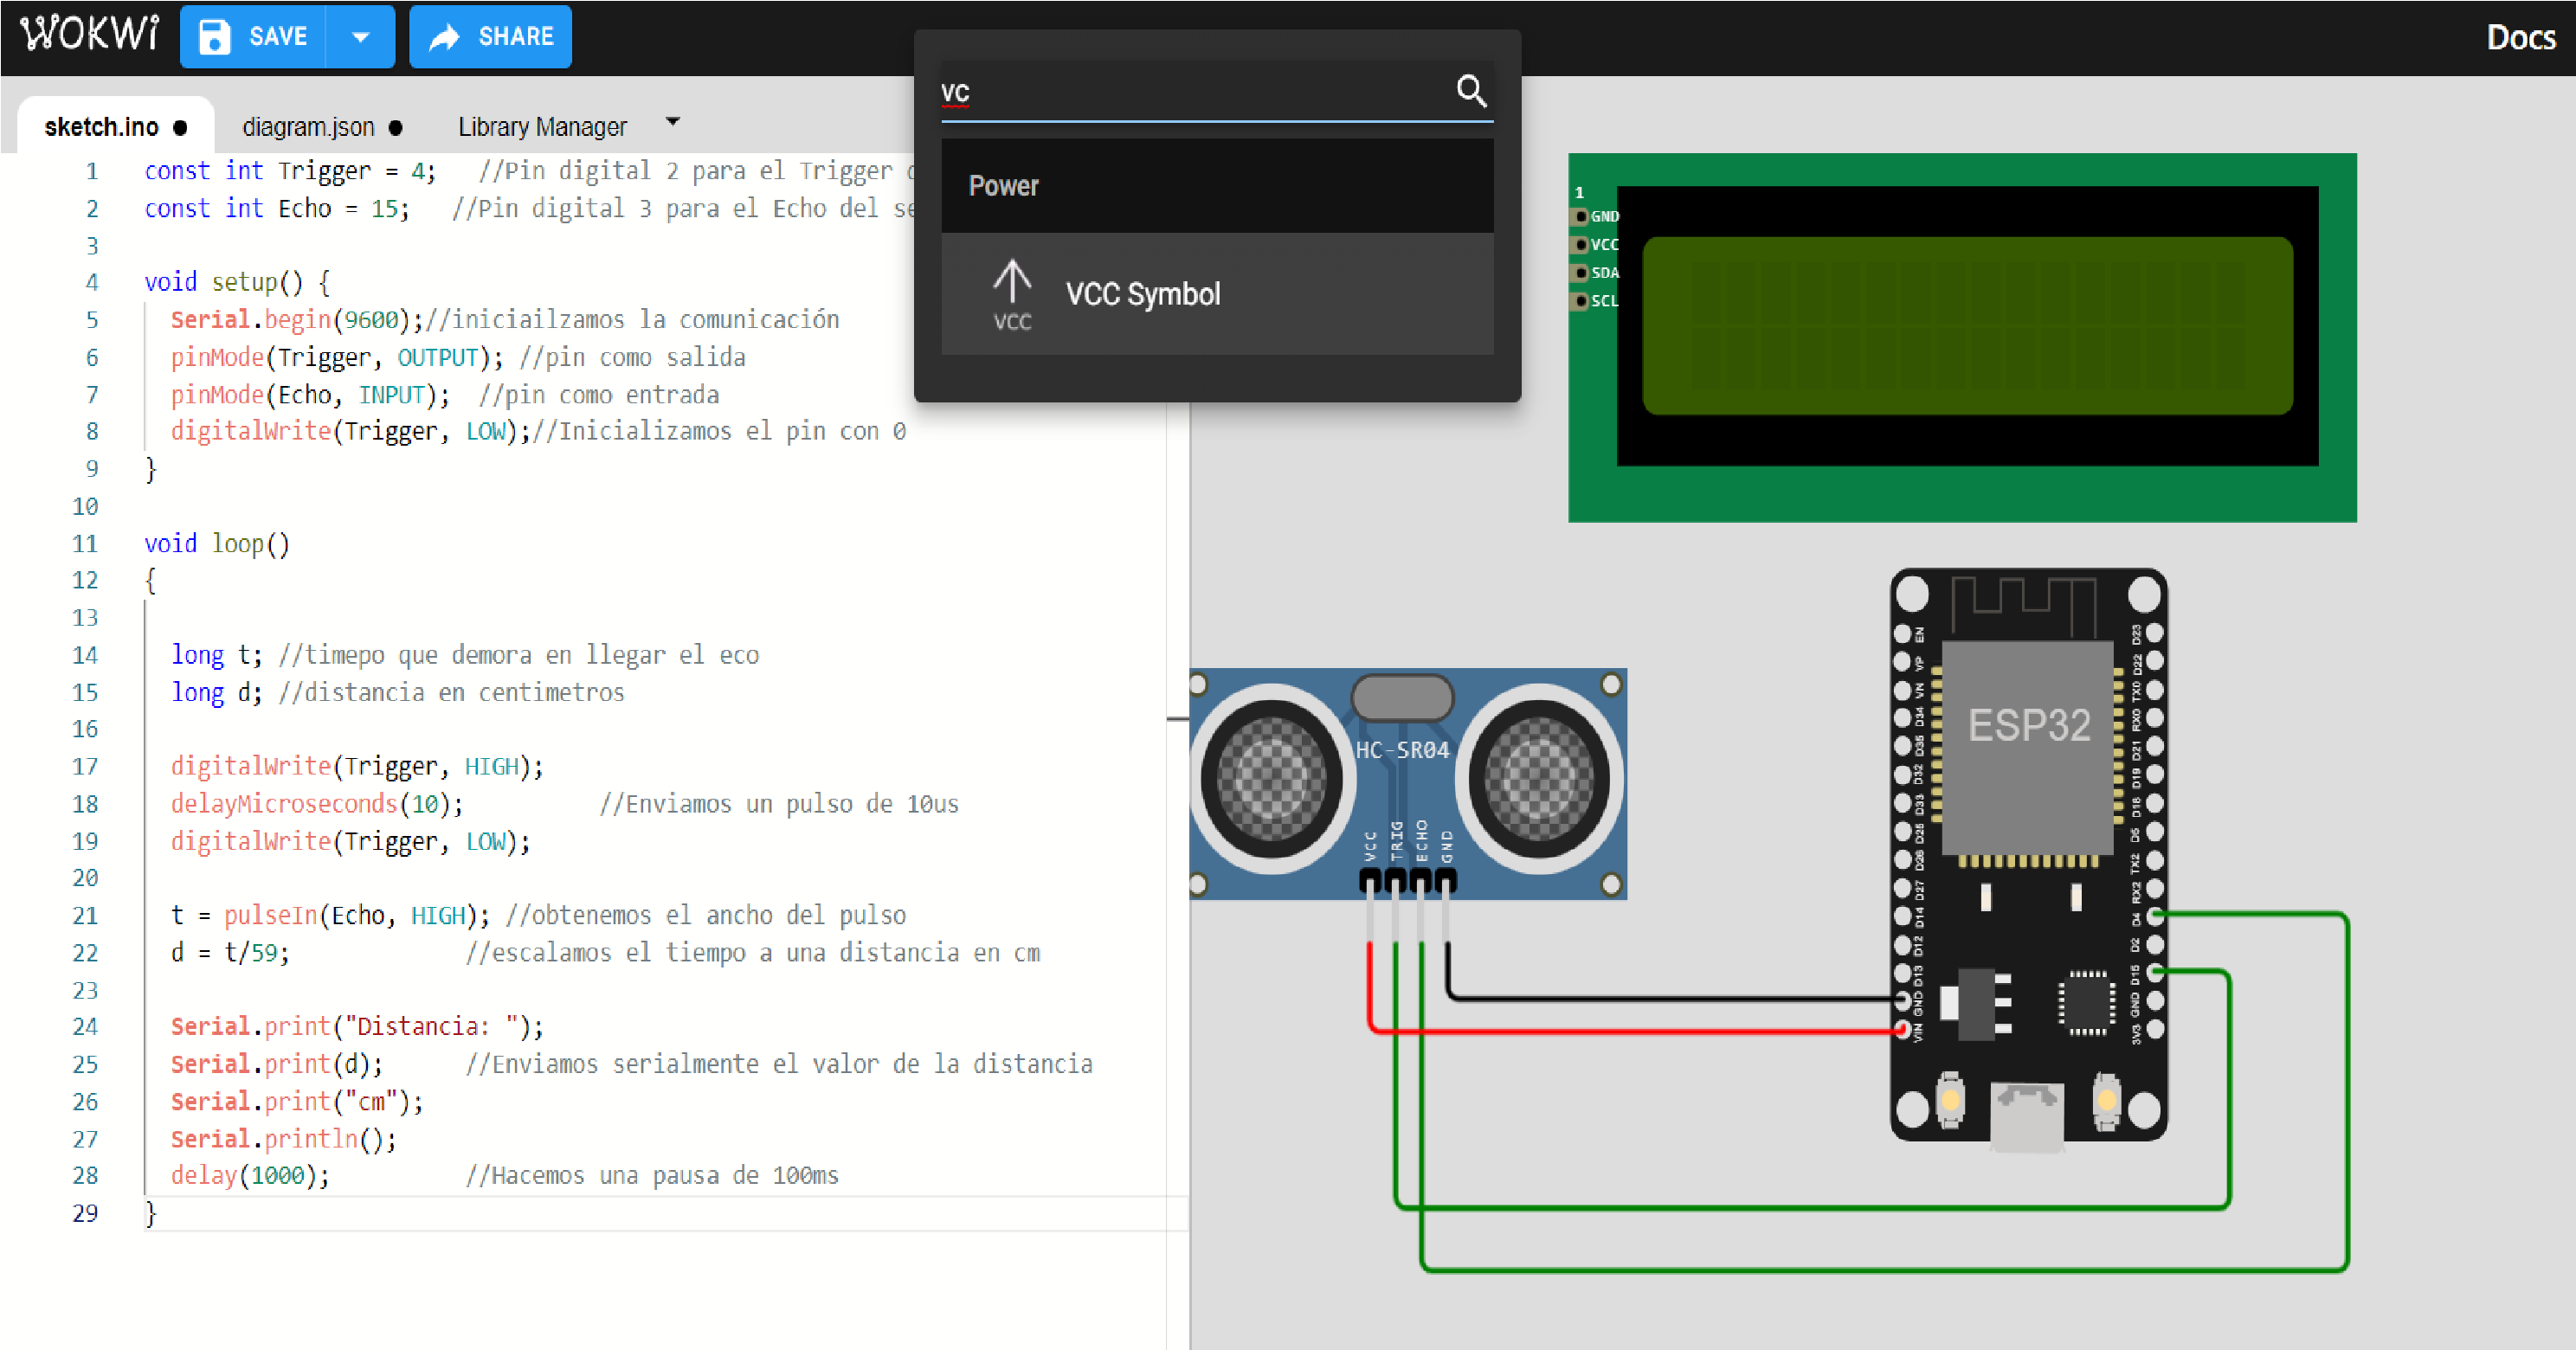 WOKWi
SAVE
SHARE
Docs
vc
Power
VCC
VCC Symbol
sketch.ino ●
diagram.json ●
Library Manager
1 const int Trigger = 4;   //Pin digital 2 para el Trigger
2 const int Echo = 15;   //Pin digital 3 para el Echo del
3
4 void setup() {
5   Serial.begin(9600);//iniciailzamos la comunicación
6   pinMode(Trigger, OUTPUT); //pin como salida
7   pinMode(Echo, INPUT);  //pin como entrada
8   digitalWrite(Trigger, LOW);//Inicializamos el pin con 0
9 }
10
11 void loop()
12 {
13
14   long t; //timepo que demora en llegar el eco
15   long d; //distancia en centimetros
16
17   digitalWrite(Trigger, HIGH);
18   delayMicroseconds(10);          //Enviamos un pulso de 10us
19   digitalWrite(Trigger, LOW);
20
21   t = pulseIn(Echo, HIGH); //obtenemos el ancho del pulso
22   d = t/59;             //escalamos el tiempo a una distancia en cm
23
24   Serial.print("Distancia: ");
25   Serial.print(d);      //Enviamos serialmente el valor de la distancia
26   Serial.print("cm");
27   Serial.println();
28   delay(1000);          //Hacemos una pausa de 100ms
29 }
1
GND
VCC
SDA
SCL
HC-SR04
VCC
TRIG
ECHO
GND
ESP32
EN
VP
VN
D34
D35
D32
D33
D25
D26
D27
D14
D12
D13
GND
VIN
D23
D22
TX0
RX0
D21
D19
D18
D5
TX2
RX2
D4
D2
D15
GND
3V3